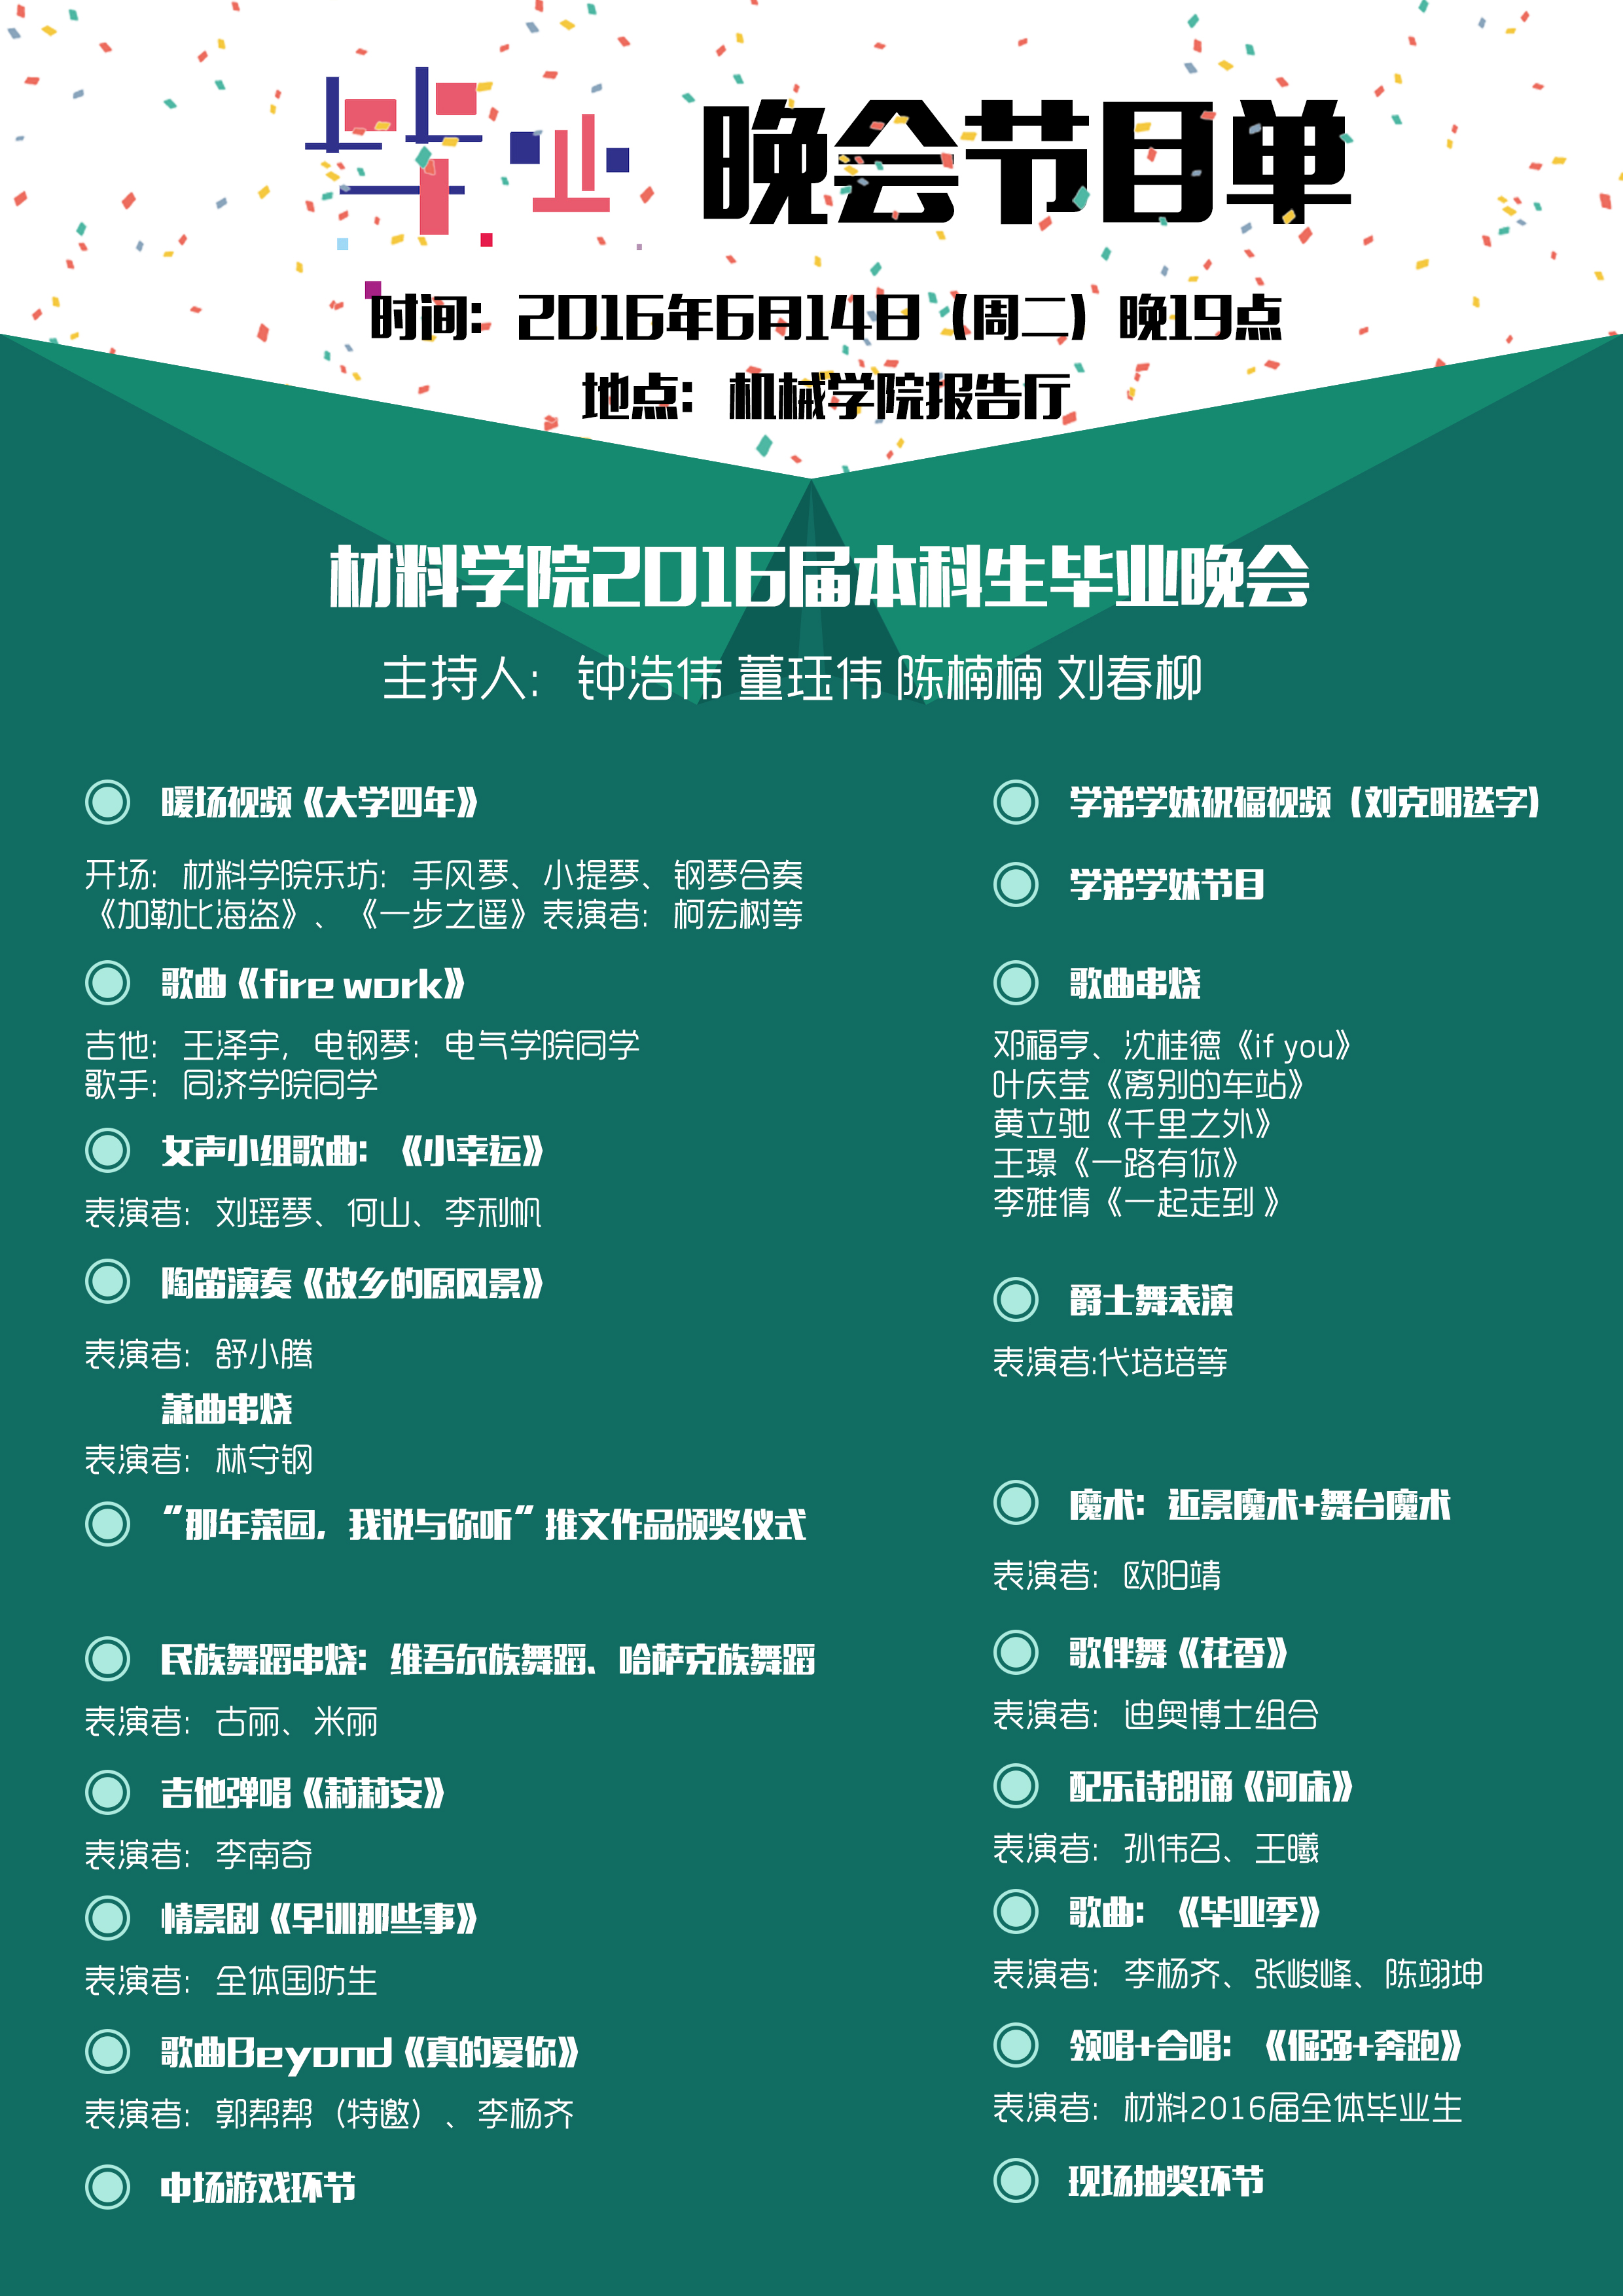 毕业 晚会节目单
时间：2016年6月14日（周二）晚19点
地点：机械学院报告厅
材料学院2016届本科生毕业晚会
主持人：钟浩伟 董珏伟 陈楠楠 刘春柳
暖场视频《大学四年》
开场：材料学院乐坊：手风琴、小提琴、钢琴合奏
《加勒比海盗》、《一步之遥》表演者：柯宏树等
歌曲《fire work》
吉他：王泽宇，电钢琴：电气学院同学
歌手：同济学院同学
女声小组歌曲：《小幸运》
表演者：刘瑶琴、何山、李利帆
陶笛演奏《故乡的原风景》
表演者：舒小腾
萧曲串烧
表演者：林守钢
“那年菜园，我说与你听”推文作品颁奖仪式
民族舞蹈串烧：维吾尔族舞蹈、哈萨克族舞蹈
表演者：古丽、米丽
吉他弹唱《莉莉安》
表演者：李南奇
情景剧《早训那些事》
表演者：全体国防生
歌曲Beyond《真的爱你》
表演者：郭帮帮（特邀）、李杨齐
中场游戏环节
学弟学妹祝福视频（刘克明送字）
学弟学妹节目
歌曲串烧
邓福亨、沈桂德《if you》
叶庆莹《离别的车站》
黄立驰《千里之外》
王璟《一路有你》
李雅倩《一起走到 》
爵士舞表演
表演者:代培培等
魔术：近景魔术+舞台魔术
表演者：欧阳靖
歌伴舞《花香》
表演者：迪奥博士组合
配乐诗朗诵《河床》
表演者：孙伟召、王曦
歌曲：《毕业季》
表演者：李杨齐、张峻峰、陈翊坤
领唱+合唱：《倔强+奔跑》
表演者：材料2016届全体毕业生
现场抽奖环节